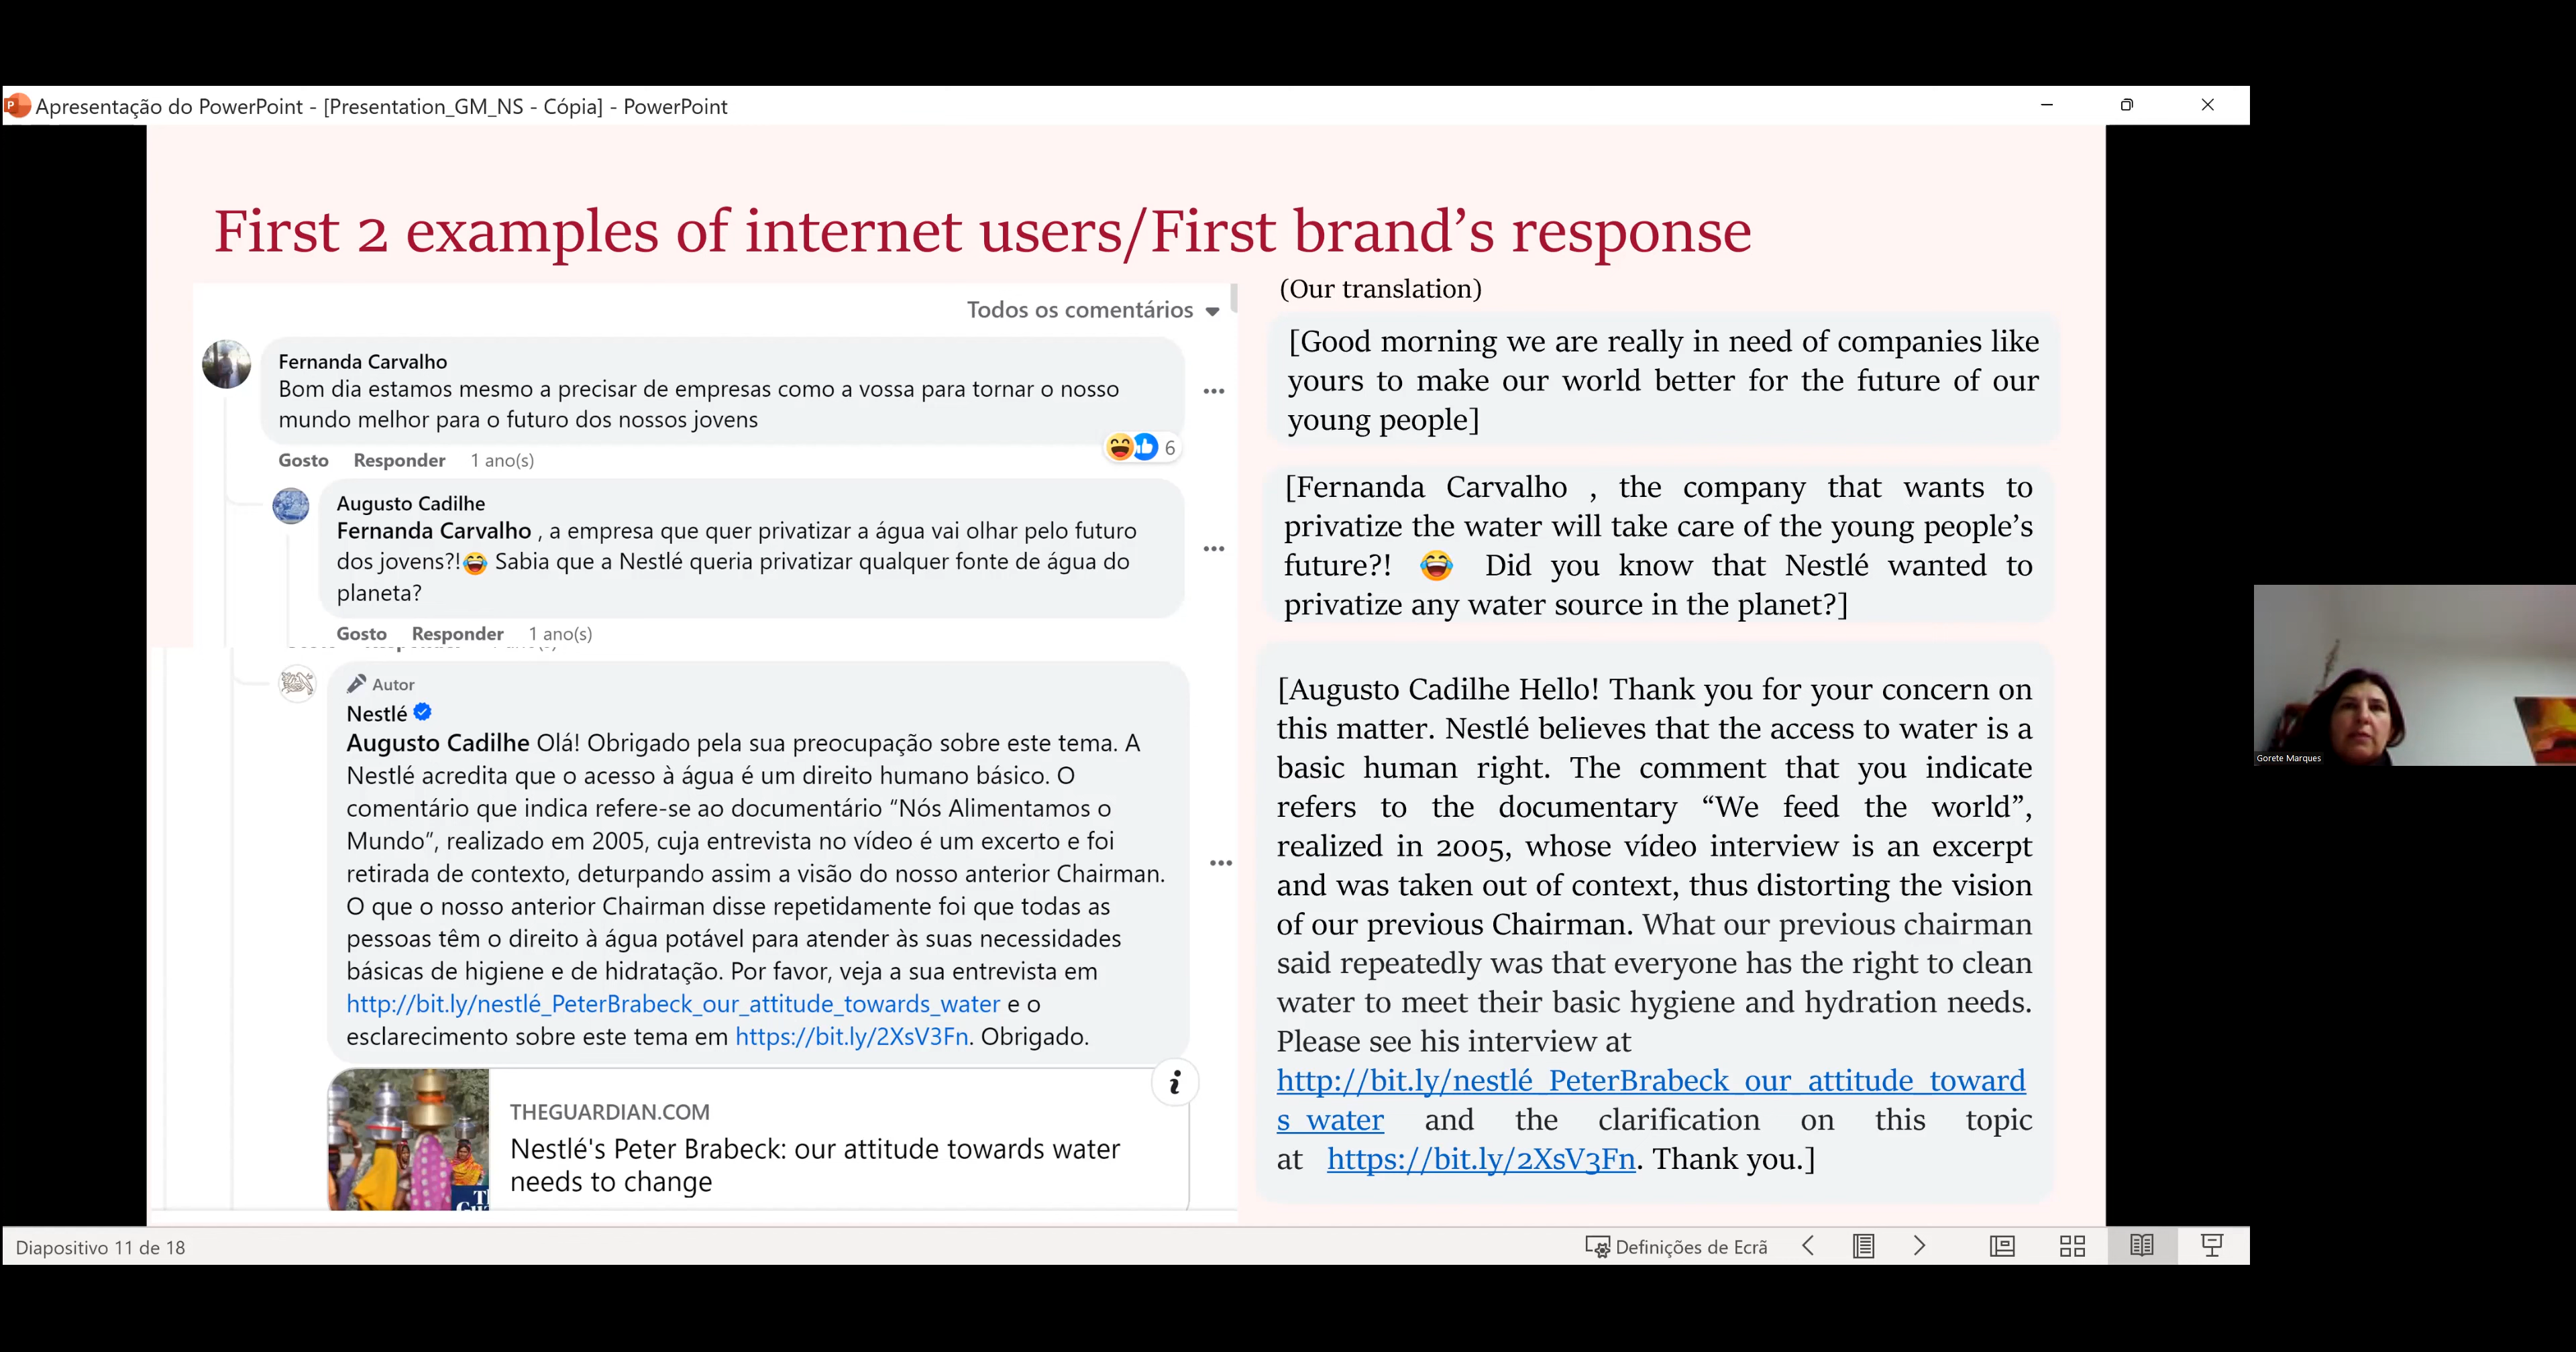 Apresentação do PowerPoint - [Presentation_GM_NS - Cópia] - PowerPoint
First 2 examples of internet users/First brand’s response
Todos os comentários
Fernanda Carvalho
Bom dia estamos mesmo a precisar de empresas como a vossa para tornar o nosso
mundo melhor para o futuro dos nossos jovens
6
Gosto Responder 1 ano(s)
Augusto Cadilhe
Fernanda Carvalho , a empresa que quer privatizar a água vai olhar pelo futuro
dos jovens?!😂 Sabia que a Nestlé queria privatizar qualquer fonte de água do
planeta?
Gosto Responder 1 ano(s)
Autor
Nestlé
Augusto Cadilhe Olá! Obrigado pela sua preocupação sobre este tema. A
Nestlé acredita que o acesso à água é um direito humano básico. O
comentário que indica refere-se ao documentário “Nós Alimentamos o
Mundo”, realizado em 2005, cuja entrevista no vídeo é um excerto e foi
retirada de contexto, deturpando assim a visão do nosso anterior Chairman.
O que o nosso anterior Chairman disse repetidamente foi que todas as
pessoas têm o direito à água potável para atender às suas necessidades
básicas de higiene e de hidratação. Por favor, veja a sua entrevista em
http://bit.ly/nestlé_PeterBrabeck_our_attitude_towards_water e o
esclarecimento sobre este tema em https://bit.ly/2XsV3Fn. Obrigado.
THEGUARDIAN.COM
Nestlé's Peter Brabeck: our attitude towards water
needs to change
(Our translation)
[Good morning we are really in need of companies like
yours to make our world better for the future of our
young people]
[Fernanda Carvalho , the company that wants to
privatize the water will take care of the young people’s
future?! 😂 Did you know that Nestlé wanted to
privatize any water source in the planet?]
[Augusto Cadilhe Hello! Thank you for your concern on
this matter. Nestlé believes that the access to water is a
basic human right. The comment that you indicate
refers to the documentary “We feed the world”,
realized in 2005, whose vídeo interview is an excerpt
and was taken out of context, thus distorting the vision
of our previous Chairman. What our previous chairman
said repeatedly was that everyone has the right to clean
water to meet their basic hygiene and hydration needs.
Please see his interview at
http://bit.ly/nestlé_PeterBrabeck_our_attitude_toward
s_water and the clarification on this topic
at https://bit.ly/2XsV3Fn. Thank you.]
Gorete Marques
Diapositivo 11 de 18
Definições de Ecrã